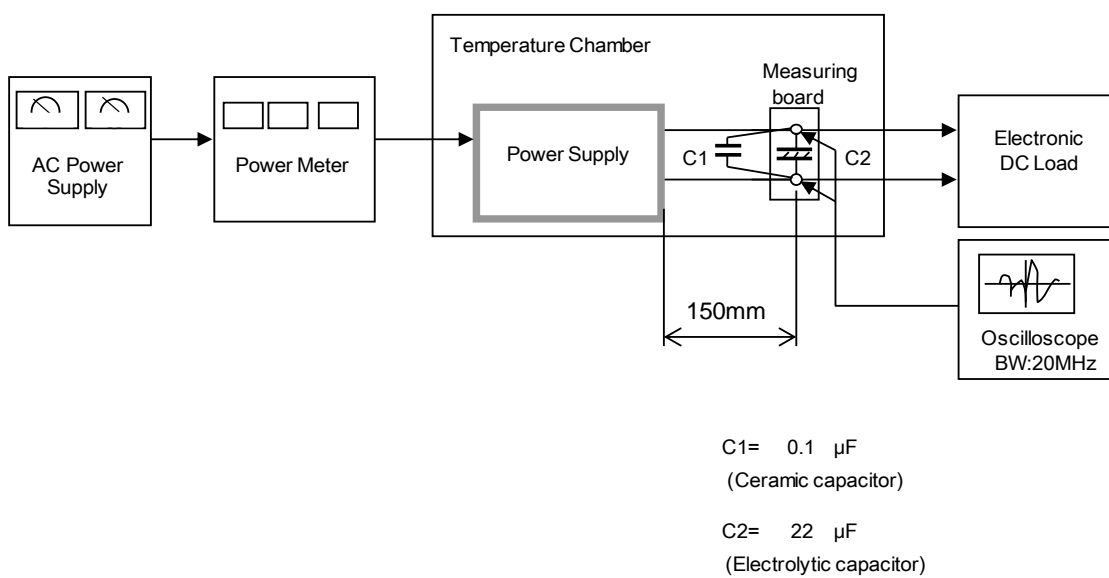 Temperature Chamber
Measuring
board
AC Power
Supply
Power Meter
Power Supply
C1
C2
Electronic
DC Load
150mm
Oscilloscope
BW:20MHz
C1= 0.1 µF
(Ceramic capacitor)
C2= 22 µF
(Electrolytic capacitor)